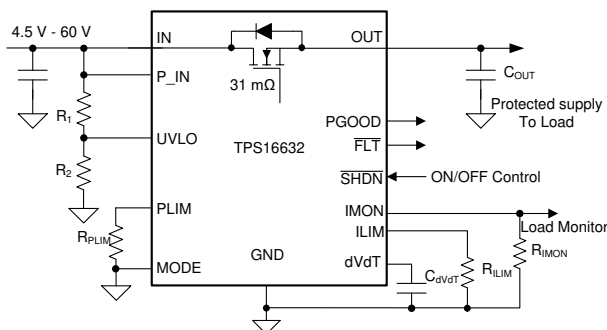 4.5 V - 60 V
IN
OUT
P_IN
31 mΩ
COUT
R1
PGOOD
Protected supply
To Load
UVLO
TPS16632
FLT
R2
SHDN
ON/OFF Control
PLIM
IMON
Load Monitor
RPLIM
ILIM
RIMON
MODE
GND
dVdT
CdVdT
RILIM